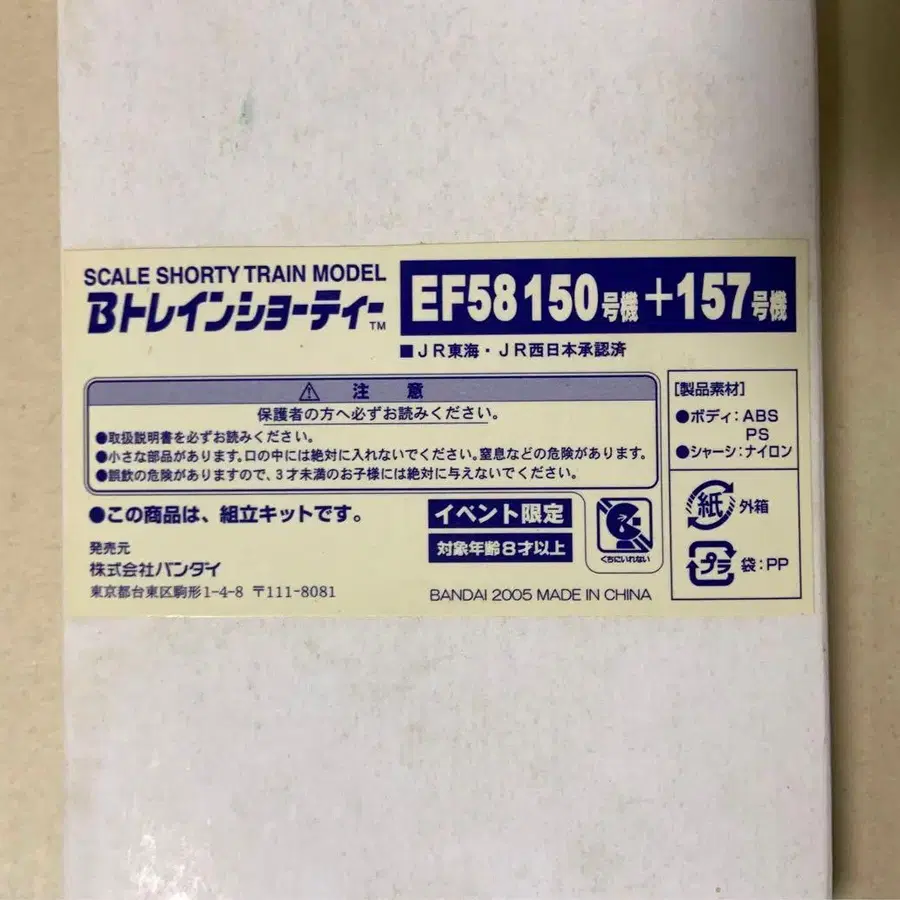 SCALE SHORTY TRAIN MODEL
Bトレインショーティー™
EF58 150号機+157号機
■JR東海・JR西日本承認済
⚠ 注 意
保護者の方へ必ずお読みください。
●取扱説明書を必ずお読みください。
●小さな部品があります。口の中には絶対に入れないでください。窒息などの危険があります。
●誤飲の危険がありますので、3才未満のお子様には絶対に与えないでください。
●この商品は、組立キットです。
イベント限定
対象年齢8才以上
くちにいれない
発売元
株式会社バンダイ
東京都台東区駒形1-4-8 〒111-8081
BANDAI 2005 MADE IN CHINA
[製品素材]
●ボディ:ABS
PS
●シャーシ:ナイロン
紙 外箱
プラ 袋:PP